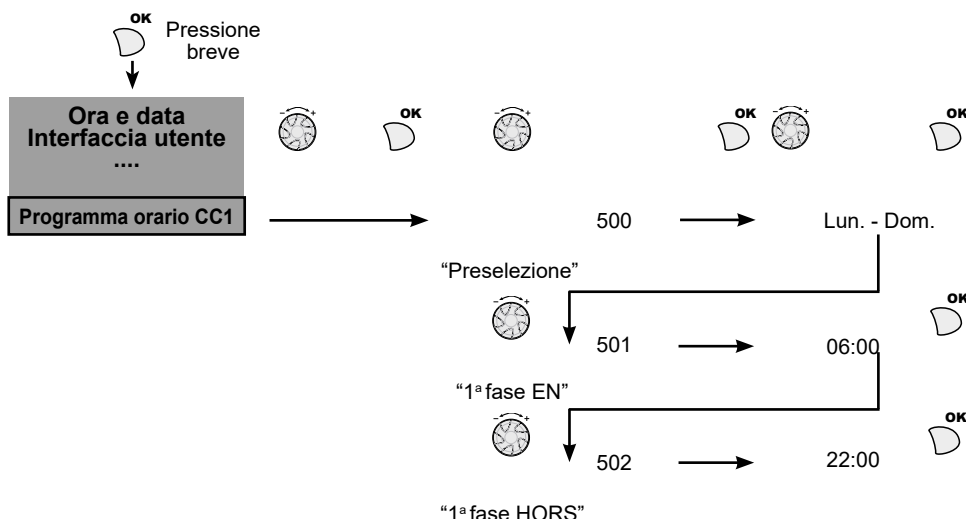 OK
Pressione
breve
Ora e data
Interfaccia utente
....
- +
OK
- +
OK
- +
OK
Programma orario CC1
500
Lun. - Dom.
“Preselezione”
- +
OK
501
06:00
“1ª fase EN”
- +
OK
502
22:00
“1ª fase HORS”